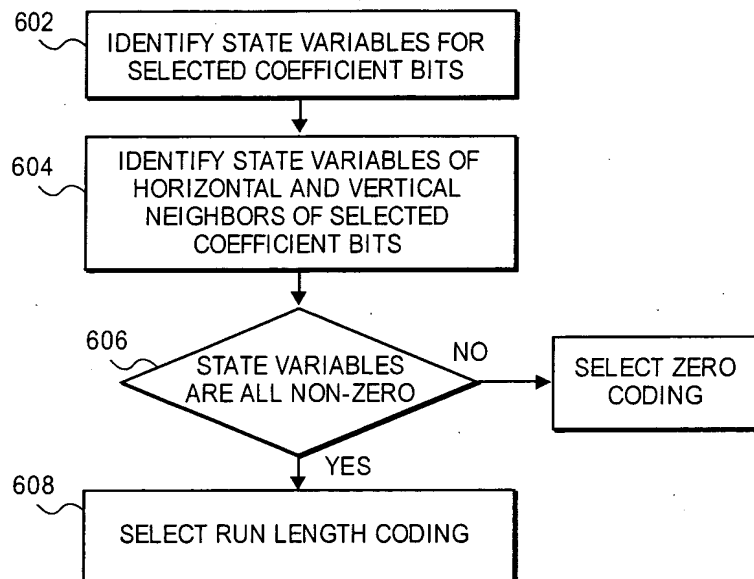 602
IDENTIFY STATE VARIABLES FOR
SELECTED COEFFICIENT BITS
604
IDENTIFY STATE VARIABLES OF
HORIZONTAL AND VERTICAL
NEIGHBORS OF SELECTED
COEFFICIENT BITS
606
STATE VARIABLES
ARE ALL NON-ZERO
NO
SELECT ZERO
CODING
YES
608
SELECT RUN LENGTH CODING